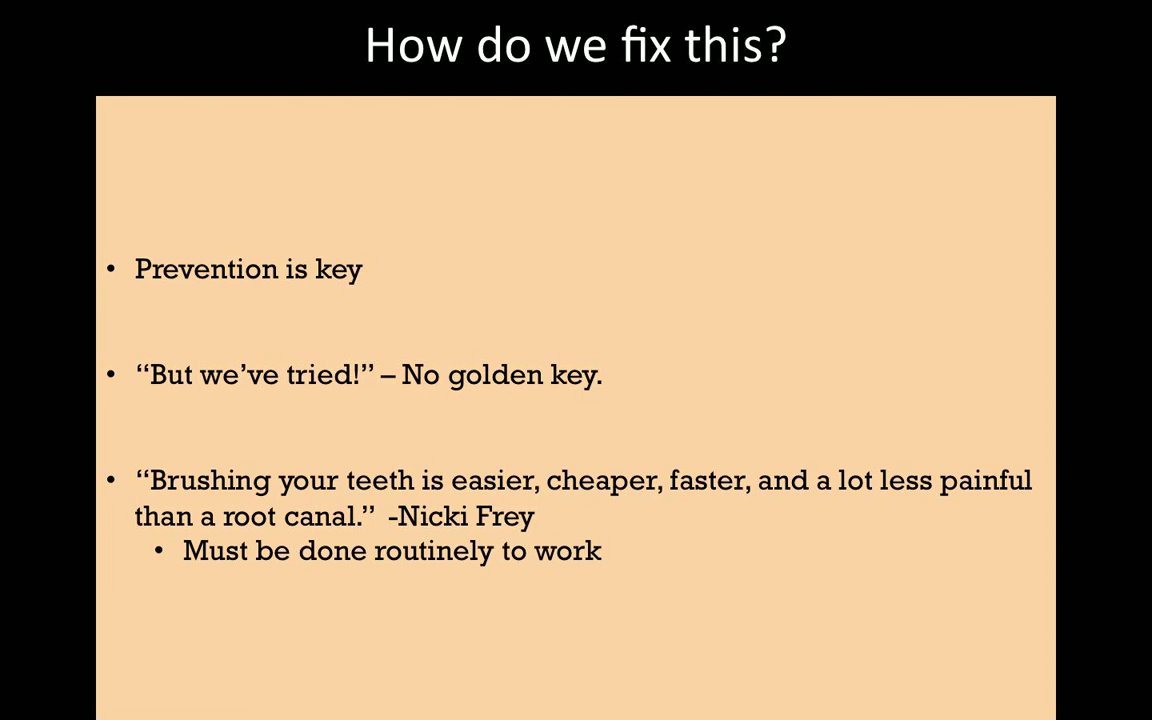 How do we fix this?
• Prevention is key
• “But we’ve tried!” – No golden key.
• “Brushing your teeth is easier, cheaper, faster, and a lot less painful
than a root canal.” -Nicki Frey
• Must be done routinely to work